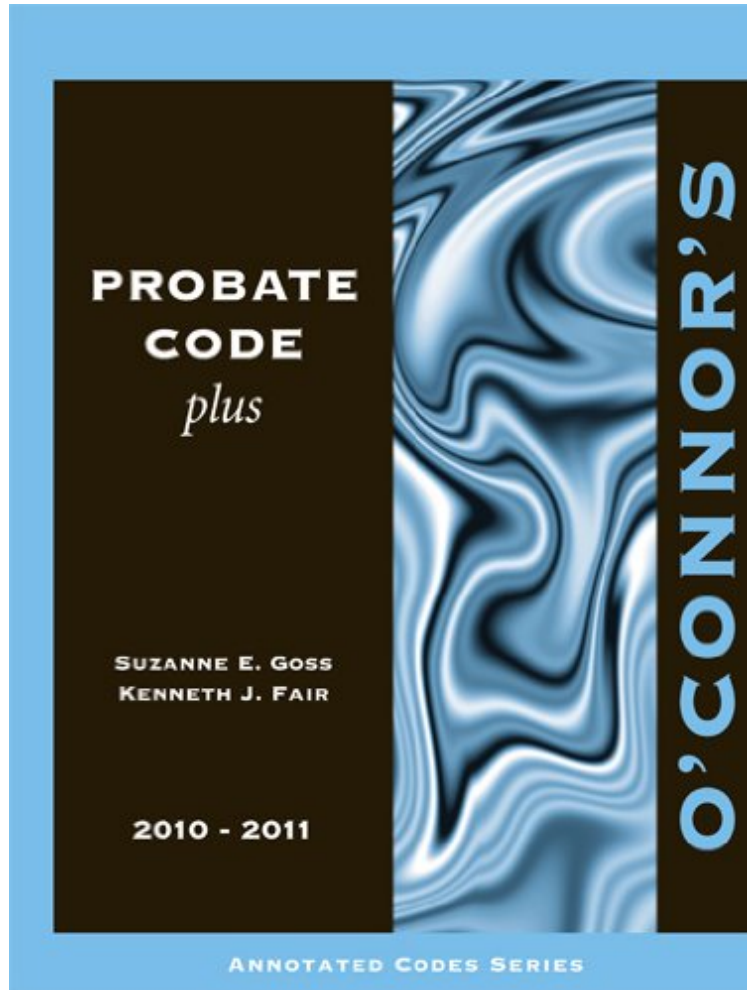 PROBATE
CODE
plus
SUZANNE E. GOSS
KENNETH J. FAIR
2010 - 2011
O'CONNOR'S
ANNOTATED CODES SERIES